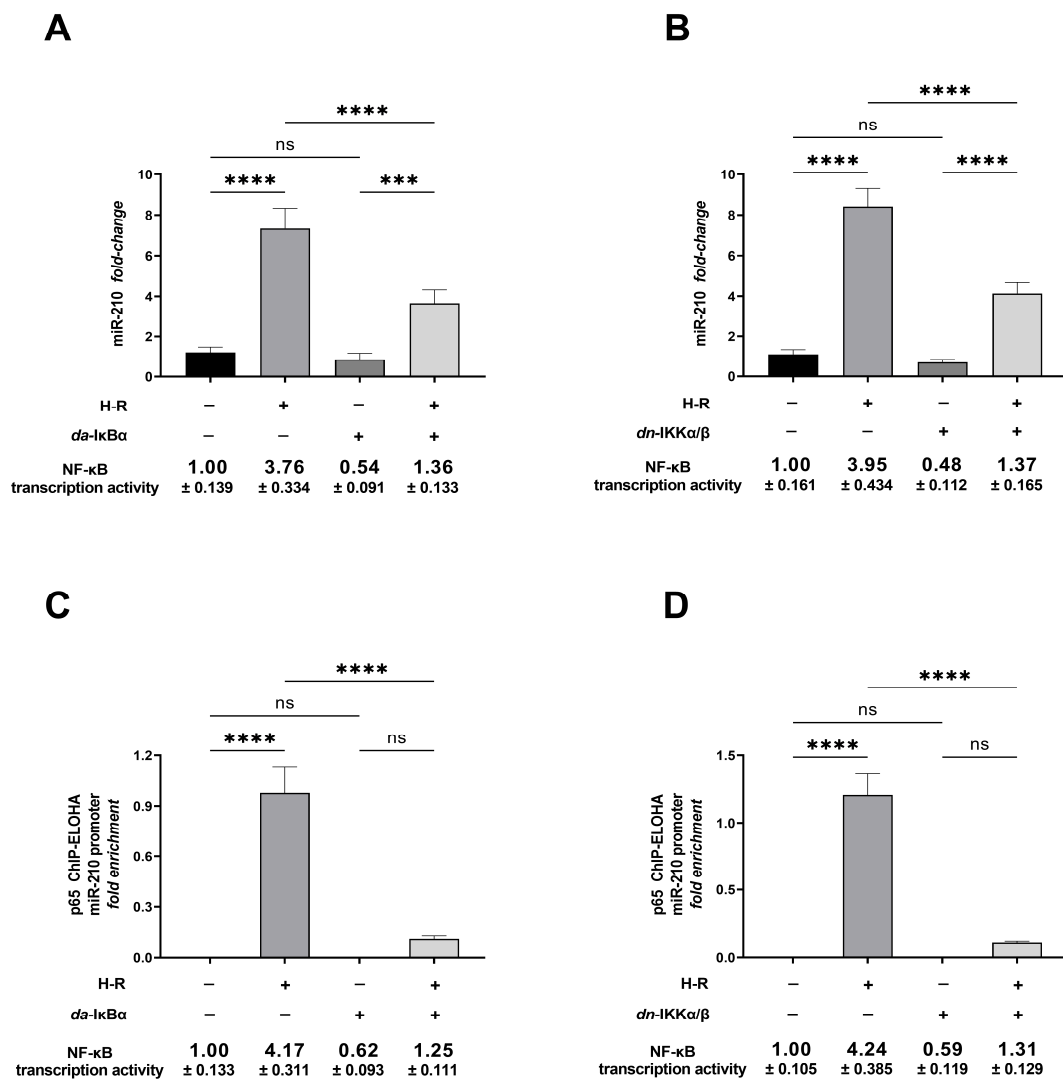 A
****
ns
**** ***
10
8
6
4
2
0
miR-210 fold-change
H-R – + – +
da-IκBα – – + +
NF-κB 1.00 3.76 0.54 1.36
transcription activity ± 0.139 ± 0.334 ± 0.091 ± 0.133
B
****
ns
**** ****
10
8
6
4
2
0
miR-210 fold-change
H-R – + – +
dn-IKKα/β – – + +
NF-κB 1.00 3.95 0.48 1.37
transcription activity ± 0.161 ± 0.434 ± 0.112 ± 0.165
C
****
ns
**** ns
1.2
0.9
0.6
0.3
0.0
p65 ChIP-ELOHA
miR-210 promoter
fold enrichment
H-R – + – +
da-IκBα – – + +
NF-κB 1.00 4.17 0.62 1.25
transcription activity ± 0.133 ± 0.311 ± 0.093 ± 0.111
D
****
ns
**** ns
1.5
1.0
0.5
0.0
p65 ChIP-ELOHA
miR-210 promoter
fold enrichment
H-R – + – +
dn-IKKα/β – – + +
NF-κB 1.00 4.24 0.59 1.31
transcription activity ± 0.105 ± 0.385 ± 0.119 ± 0.129